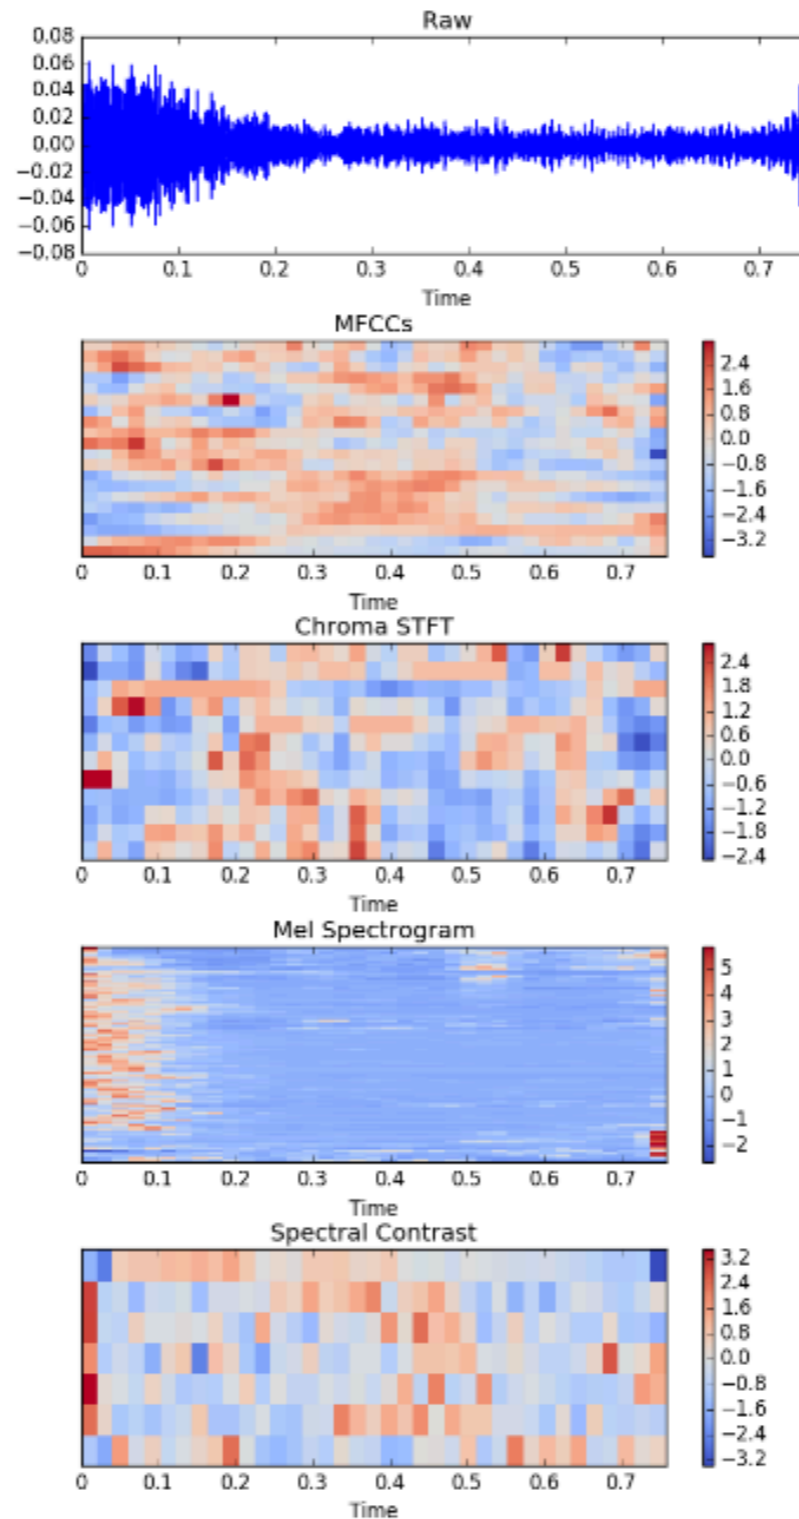 Raw
0.08
0.06
0.04
0.02
0.00
−0.02
−0.04
−0.06
−0.08
0 0.1 0.2 0.3 0.4 0.5 0.6 0.7
Time
MFCCs
2.4
1.6
0.8
0.0
−0.8
−1.6
−2.4
−3.2
0 0.1 0.2 0.3 0.4 0.5 0.6 0.7
Time
Chroma STFT
2.4
1.8
1.2
0.6
0.0
−0.6
−1.2
−1.8
−2.4
0 0.1 0.2 0.3 0.4 0.5 0.6 0.7
Time
Mel Spectrogram
5
4
3
2
1
0
−1
−2
0 0.1 0.2 0.3 0.4 0.5 0.6 0.7
Time
Spectral Contrast
3.2
2.4
1.6
0.8
0.0
−0.8
−1.6
−2.4
−3.2
0 0.1 0.2 0.3 0.4 0.5 0.6 0.7
Time